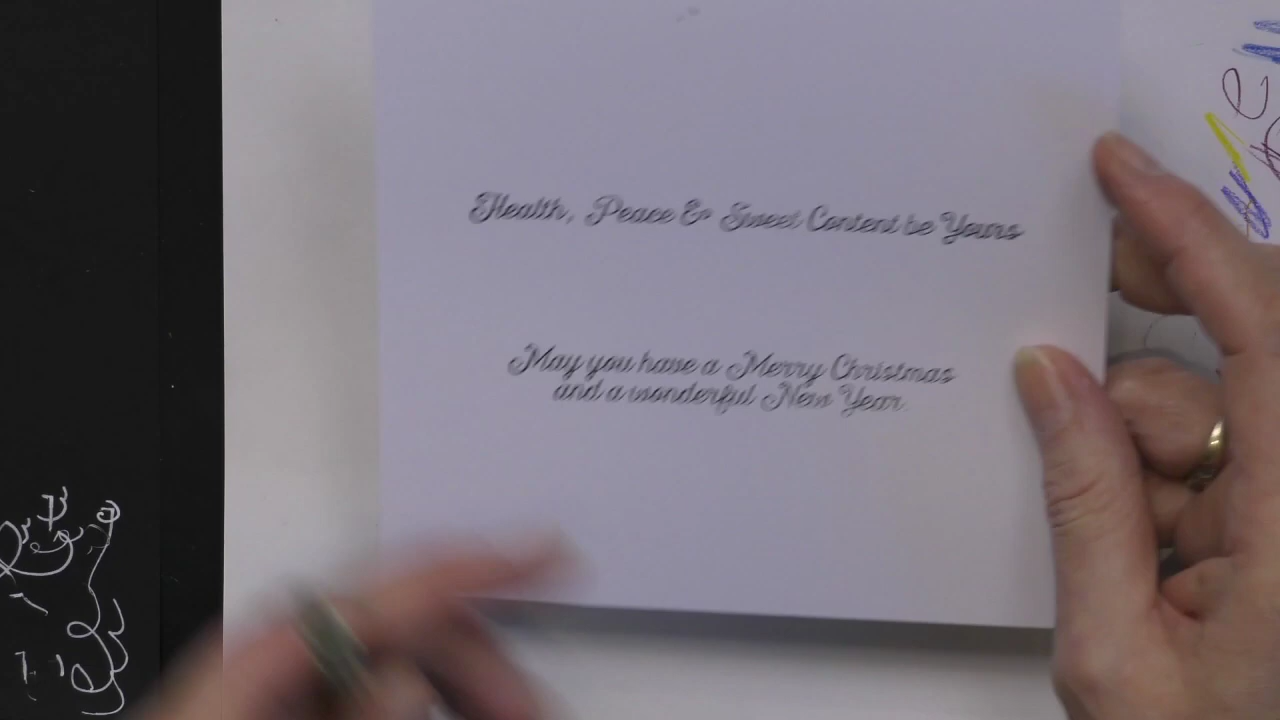 Health, Peace & Sweet Content be Yours
May you have a Merry Christmas
and a wonderful New Year.